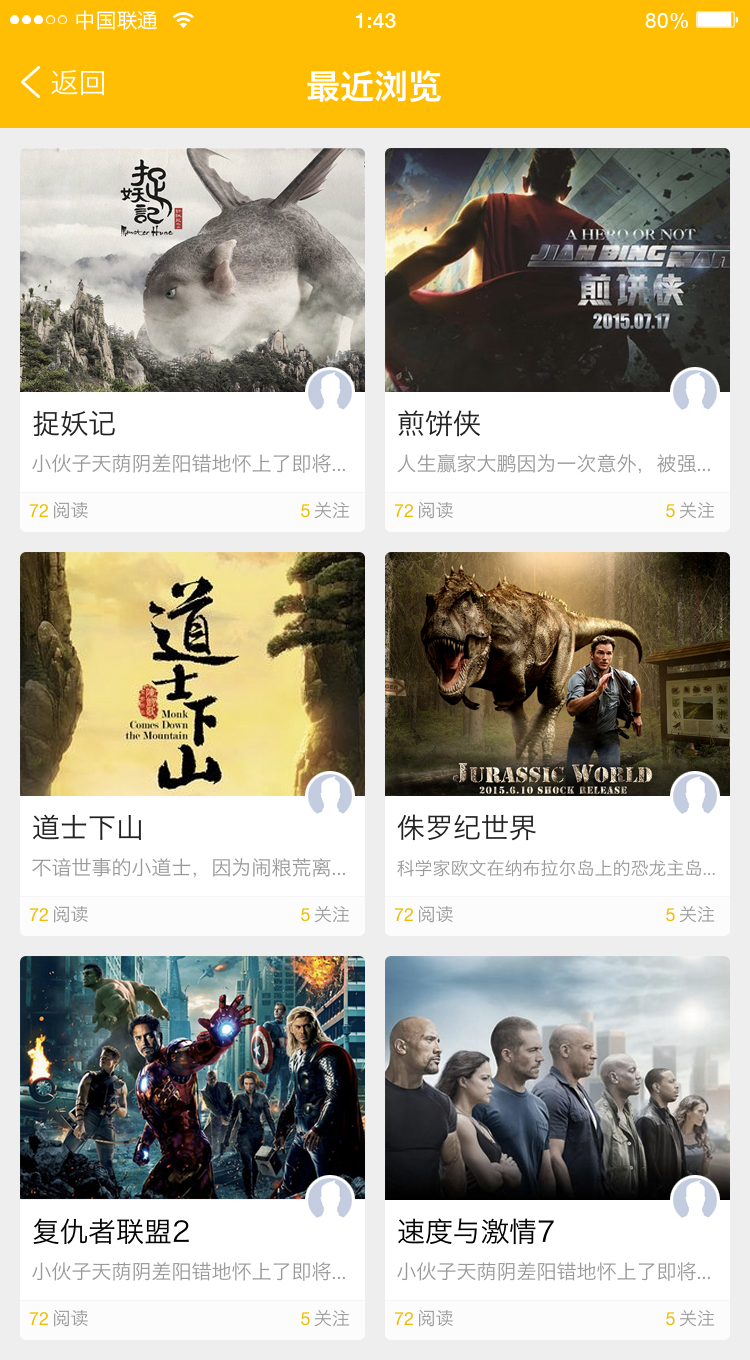 中国联通
1:43
80%
返回
最近浏览
捉妖記
Monster Hunt
捉妖记
小伙子天荫阴差阳错地怀上了即将...
72 阅读
5 关注
A HERO OR NOT
JIAN BING MAN
煎饼侠
2015.07.17
煎饼侠
人生赢家大鹏因为一次意外，被强...
72 阅读
5 关注
道士下山
Monk
Comes Down
the Mountain
道士下山
不谙世事的小道士，因为闹粮荒离...
72 阅读
5 关注
JURASSIC WORLD
2015.6.10 SHOCK RELEASE
侏罗纪世界
科学家欧文在纳布拉尔岛上的恐龙主岛...
72 阅读
5 关注
复仇者联盟2
小伙子天荫阴差阳错地怀上了即将...
72 阅读
5 关注
速度与激情7
小伙子天荫阴差阳错地怀上了即将...
72 阅读
5 关注